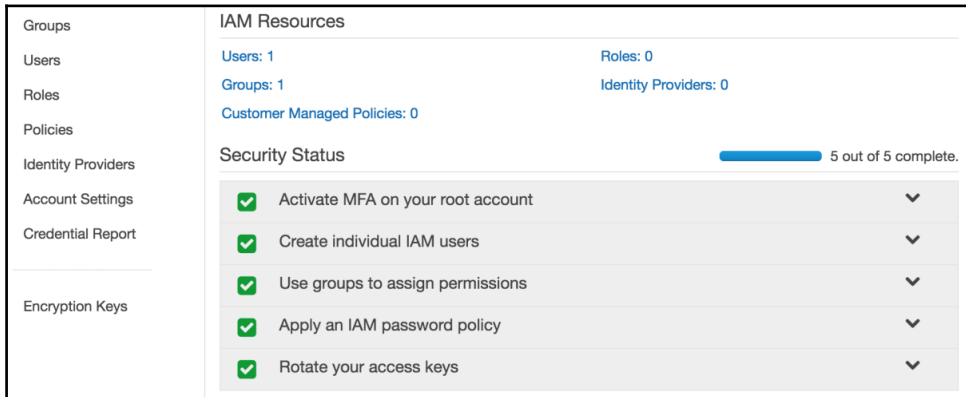 Groups
Users
Roles
Policies
Identity Providers
Account Settings
Credential Report
Encryption Keys
IAM Resources
Users: 1
Roles: 0
Groups: 1
Identity Providers: 0
Customer Managed Policies: 0
Security Status
5 out of 5 complete.
Activate MFA on your root account
Create individual IAM users
Use groups to assign permissions
Apply an IAM password policy
Rotate your access keys